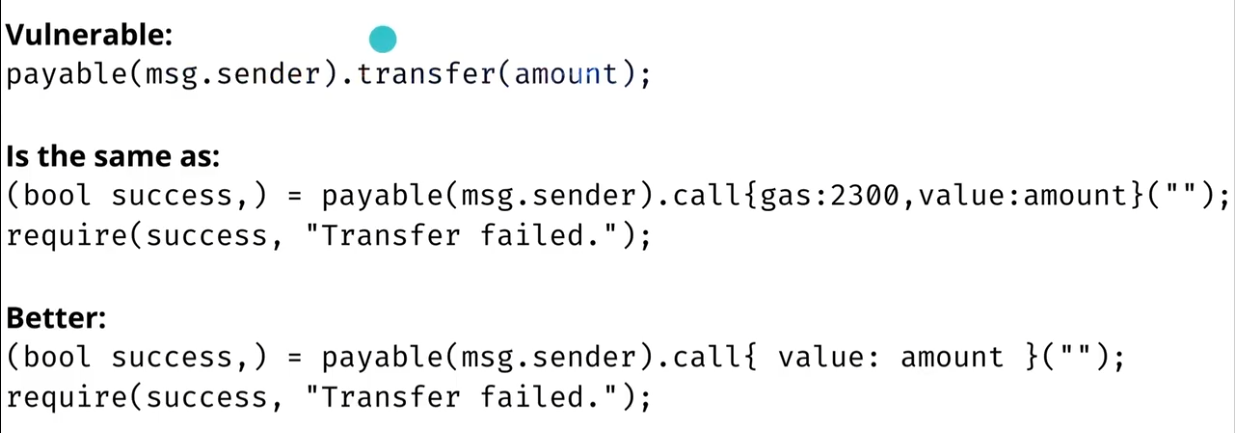 Vulnerable:
payable(msg.sender).transfer(amount);
Is the same as:
(bool success,) = payable(msg.sender).call{gas:2300,value:amount}("");
require(success, "Transfer failed.");
Better:
(bool success,) = payable(msg.sender).call{ value: amount }("");
require(success, "Transfer failed.");